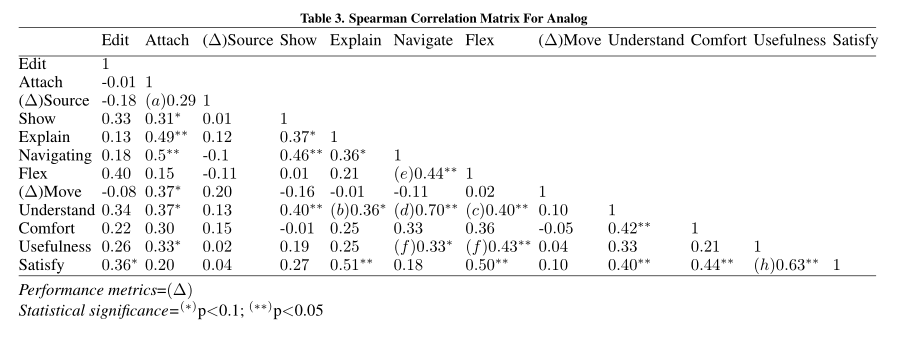 Table 3. Spearman Correlation Matrix For Analog
Edit Attach (Δ)Source Show Explain Navigate Flex (Δ)Move Understand Comfort Usefulness Satisfy
Edit 1
Attach -0.01 1
(Δ)Source -0.18 (a)0.29 1
Show 0.33 0.31* 0.01 1
Explain 0.13 0.49** 0.12 0.37* 1
Navigating 0.18 0.5** -0.1 0.46** 0.36* 1
Flex 0.40 0.15 -0.11 0.01 0.21 (e)0.44** 1
(Δ)Move -0.08 0.37* 0.20 -0.16 -0.01 -0.11 0.02 1
Understand 0.34 0.37* 0.13 0.40** (b)0.36* (d)0.70** (c)0.40** 0.10 1
Comfort 0.22 0.30 0.15 -0.01 0.25 0.33 0.36 -0.05 0.42** 1
Usefulness 0.26 0.33* 0.02 0.19 0.25 (f)0.33* (f)0.43** 0.04 0.33 0.21 1
Satisfy 0.36* 0.20 0.04 0.27 0.51** 0.18 0.50** 0.10 0.40** 0.44** (h)0.63** 1
Performance metrics=(Δ)
Statistical significance=(*)p<0.1; (**)p<0.05